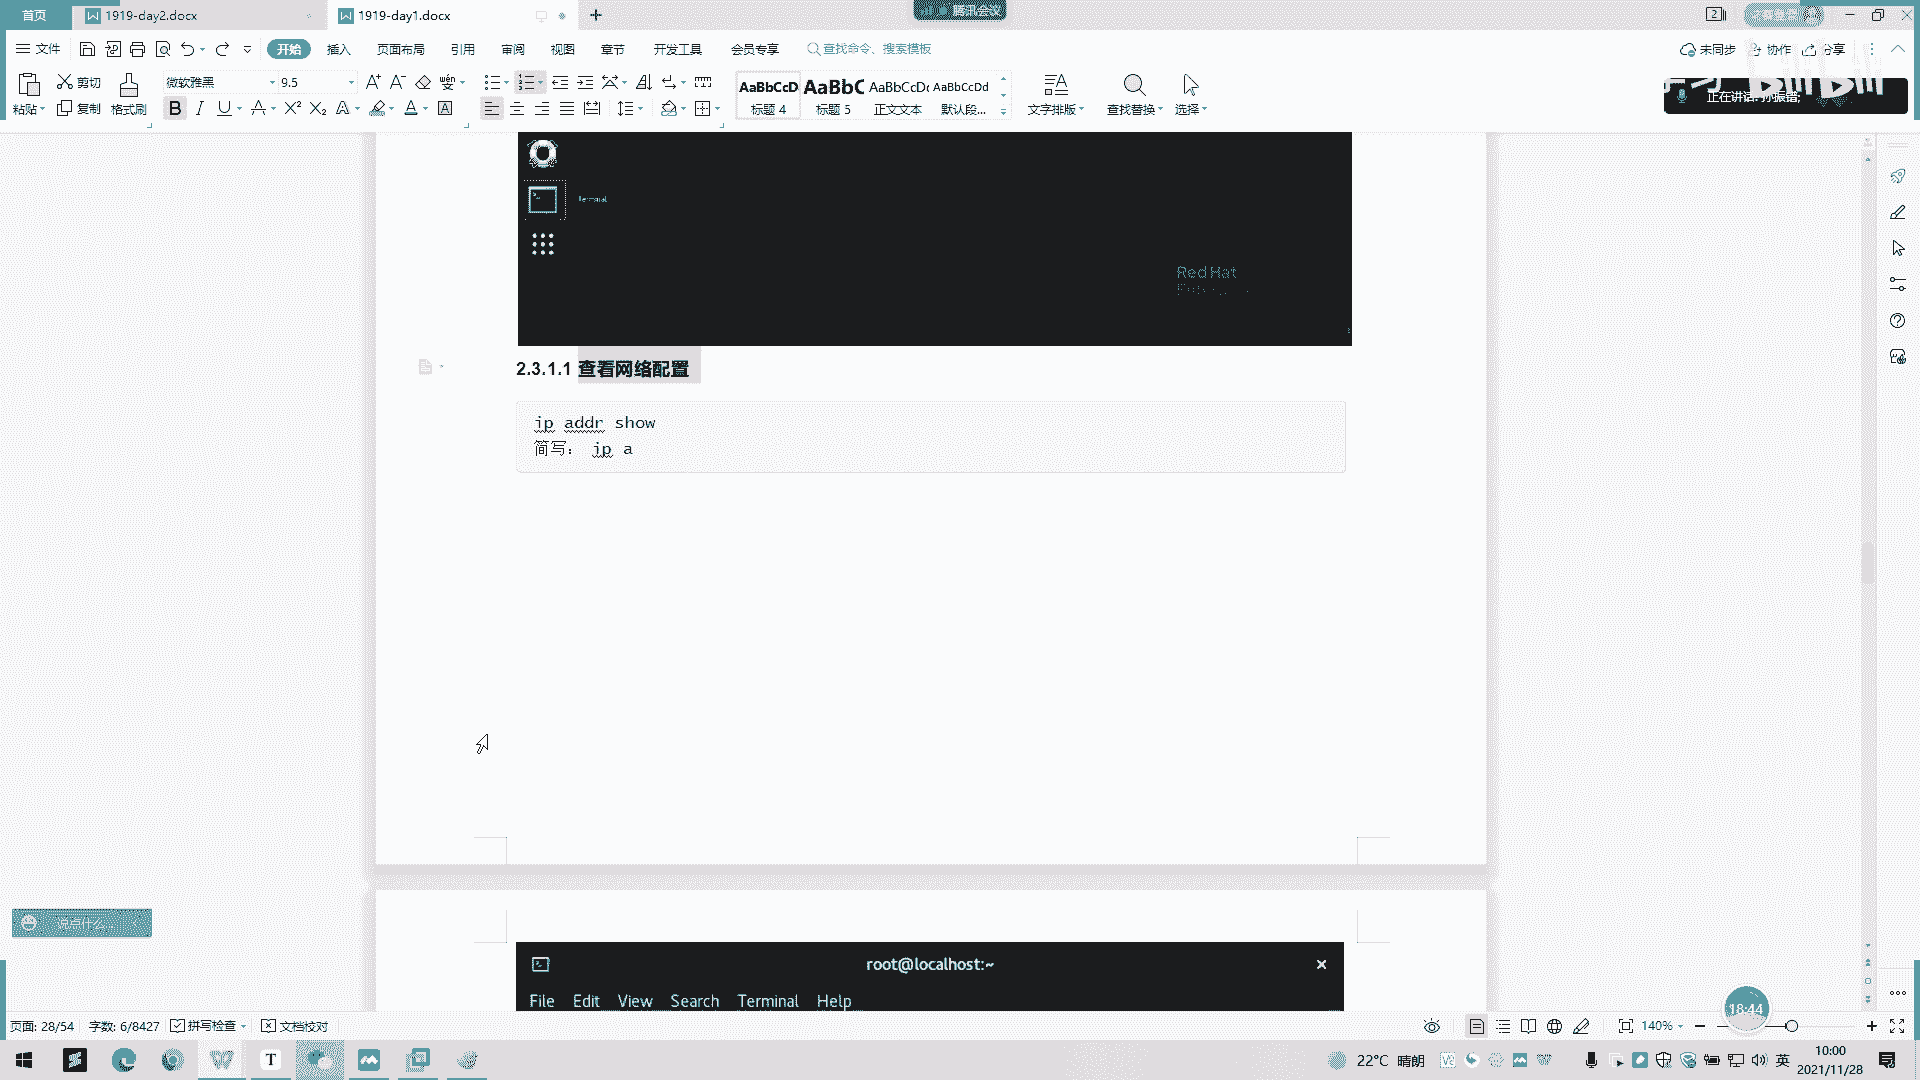 首页
1919-day2.docx
1919-day1.docx
腾讯会议
2
文件
开始
插入
页面布局
引用
审阅
视图
章节
开发工具
会员专享
查找命令、搜索模板
未同步
协作
分享
粘贴
剪切
复制
格式刷
微软雅黑
9.5
AaBbCcD
AaBbC
AaBbCcDc
AaBbCcDd
标题 4
标题 5
正文文本
默认段...
文字排版
查找替换
选择
正在讲话:
Terminal
Red Hat
2.3.1.1 查看网络配置
ip addr show
简写： ip a
说点什么...
root@localhost:~
File Edit View Search Terminal Help
18:44
页面: 28/54
字数: 6/8427
拼写检查
文档校对
140%
22°C 晴朗
英
10:00
2021/11/28